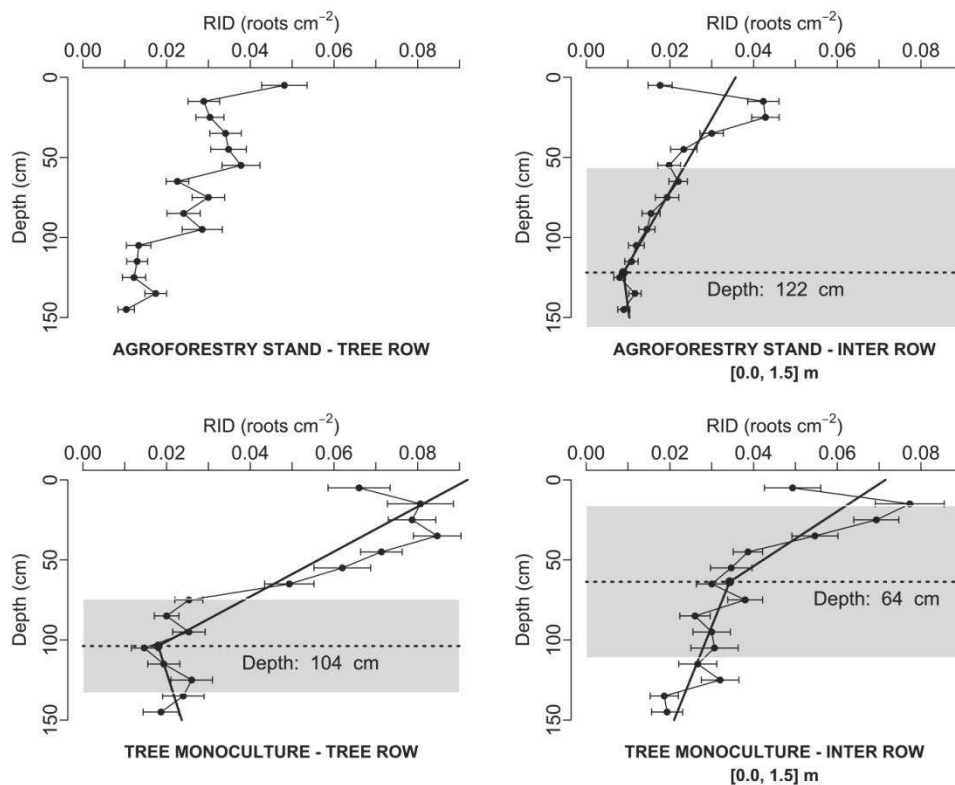 RID (roots cm⁻²)
0.00 0.02 0.04 0.06 0.08
Depth (cm)
0
50
100
150
AGROFORESTRY STAND - TREE ROW
RID (roots cm⁻²)
0.00 0.02 0.04 0.06 0.08
Depth (cm)
0
50
100
150
Depth: 122 cm
AGROFORESTRY STAND - INTER ROW
[0.0, 1.5] m
RID (roots cm⁻²)
0.00 0.02 0.04 0.06 0.08
Depth (cm)
0
50
100
150
Depth: 104 cm
TREE MONOCULTURE - TREE ROW
RID (roots cm⁻²)
0.00 0.02 0.04 0.06 0.08
Depth (cm)
0
50
100
150
Depth: 64 cm
TREE MONOCULTURE - INTER ROW
[0.0, 1.5] m